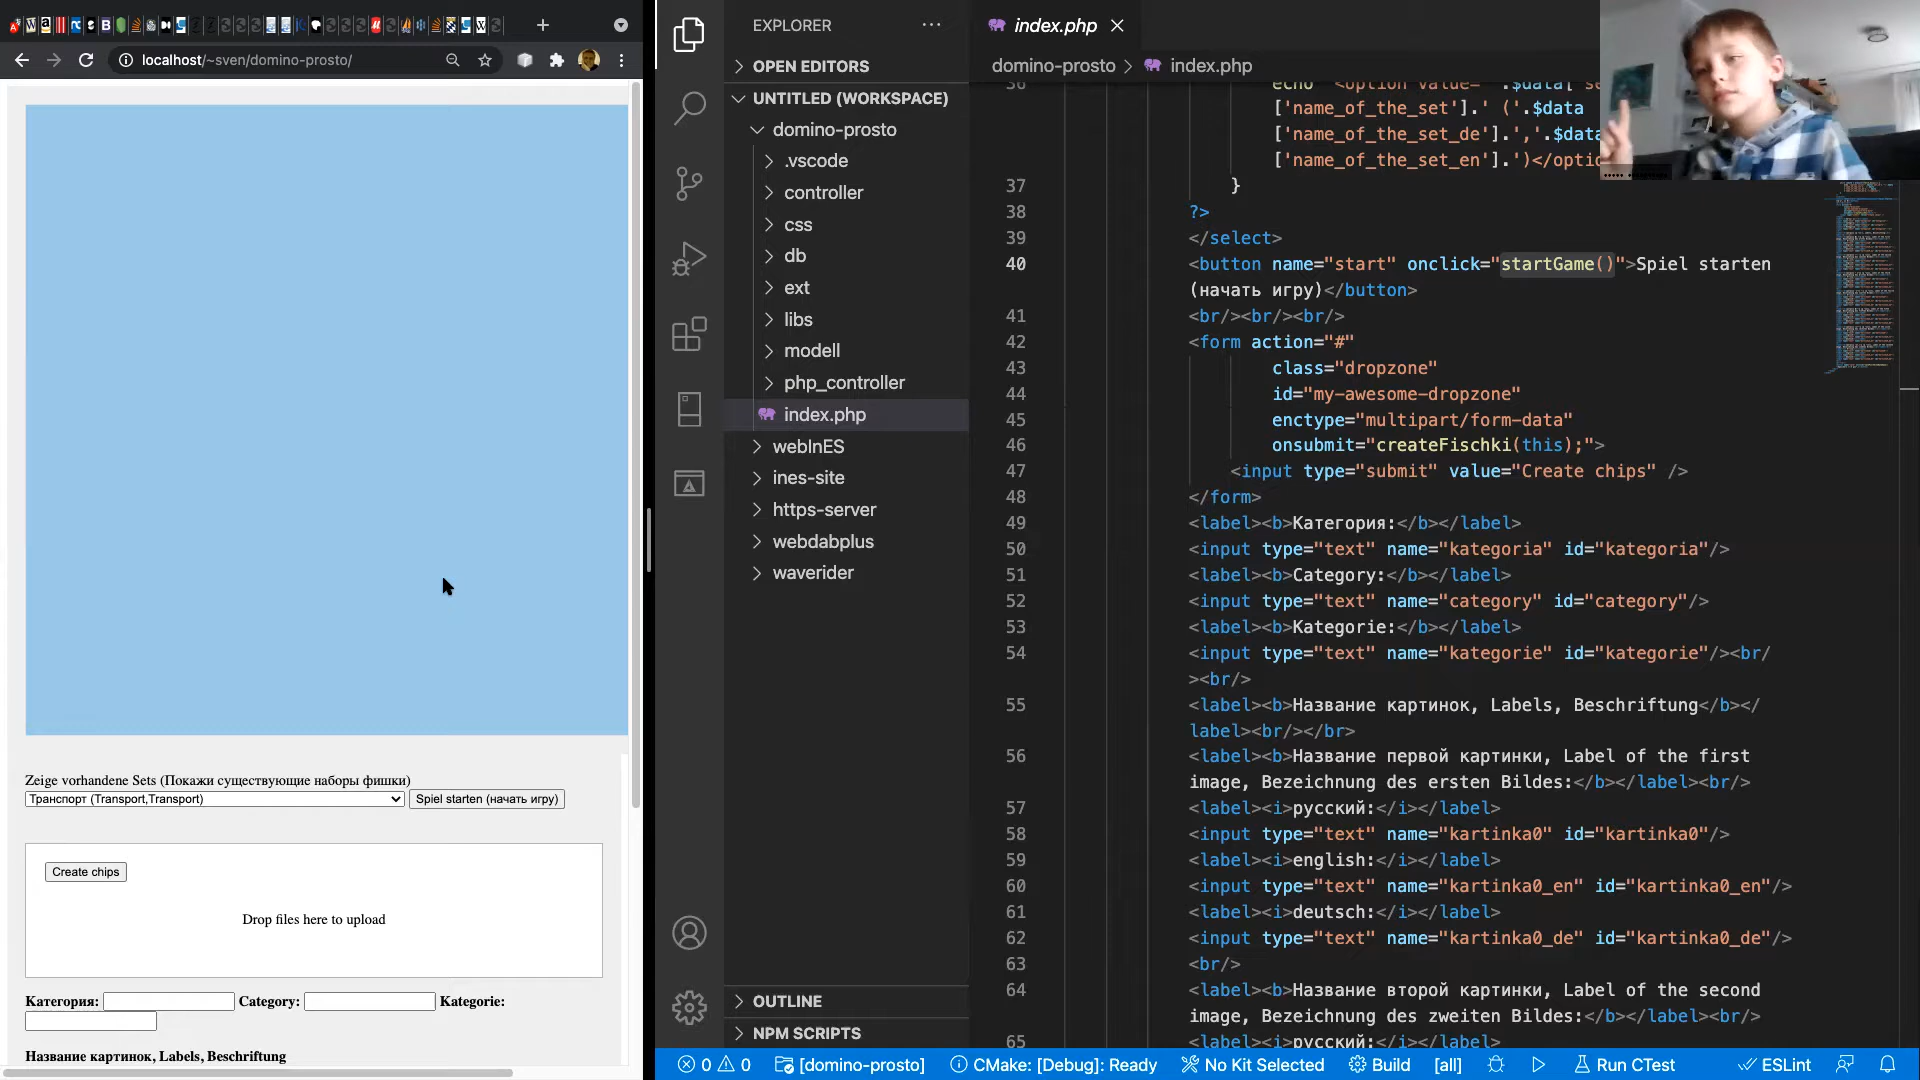 localhost/~sven/domino-prosto/
Zeige vorhandene Sets (Покажи существующие наборы фишки)
Транспорт (Transport,Transport)
Spiel starten (начать игру)
Create chips
Drop files here to upload
Категория:
Category:
Kategorie:
Название картинок, Labels, Beschriftung
EXPLORER
OPEN EDITORS
UNTITLED (WORKSPACE)
domino-prosto
.vscode
controller
css
db
ext
libs
modell
php_controller
index.php
webInES
ines-site
https-server
webdabplus
waverider
OUTLINE
NPM SCRIPTS
index.php
domino-prosto > index.php
36 echo "<option value=".$data['
['name_of_the_set'].' ('.$data
['name_of_the_set_de'].','.$data
['name_of_the_set_en'].')</optio
37 }
38 ?>
39 </select>
40 <button name="start" onclick="startGame()">Spiel starten
(начать игру)</button>
41 <br/><br/><br/>
42 <form action="#"
43 class="dropzone"
44 id="my-awesome-dropzone"
45 enctype="multipart/form-data"
46 onsubmit="createFischki(this);">
47 <input type="submit" value="Create chips" />
48 </form>
49 <label><b>Категория:</b></label>
50 <input type="text" name="kategoria" id="kategoria"/>
51 <label><b>Category:</b></label>
52 <input type="text" name="category" id="category"/>
53 <label><b>Kategorie:</b></label>
54 <input type="text" name="kategorie" id="kategorie"/><br/
><br/>
55 <label><b>Название картинок, Labels, Beschriftung</b></
label><br/></br>
56 <label><b>Название первой картинки, Label of the first
image, Bezeichnung des ersten Bildes:</b></label><br/>
57 <label><i>русский:</i></label>
58 <input type="text" name="kartinka0" id="kartinka0"/>
59 <label><i>english:</i></label>
60 <input type="text" name="kartinka0_en" id="kartinka0_en"/>
61 <label><i>deutsch:</i></label>
62 <input type="text" name="kartinka0_de" id="kartinka0_de"/>
63 <br/>
64 <label><b>Название второй картинки, Label of the second
image, Bezeichnung des zweiten Bildes:</b></label><br/>
65 <label><i>русский:</i></label>
0 0 [domino-prosto] CMake: [Debug]: Ready No Kit Selected Build [all] Run CTest ESLint